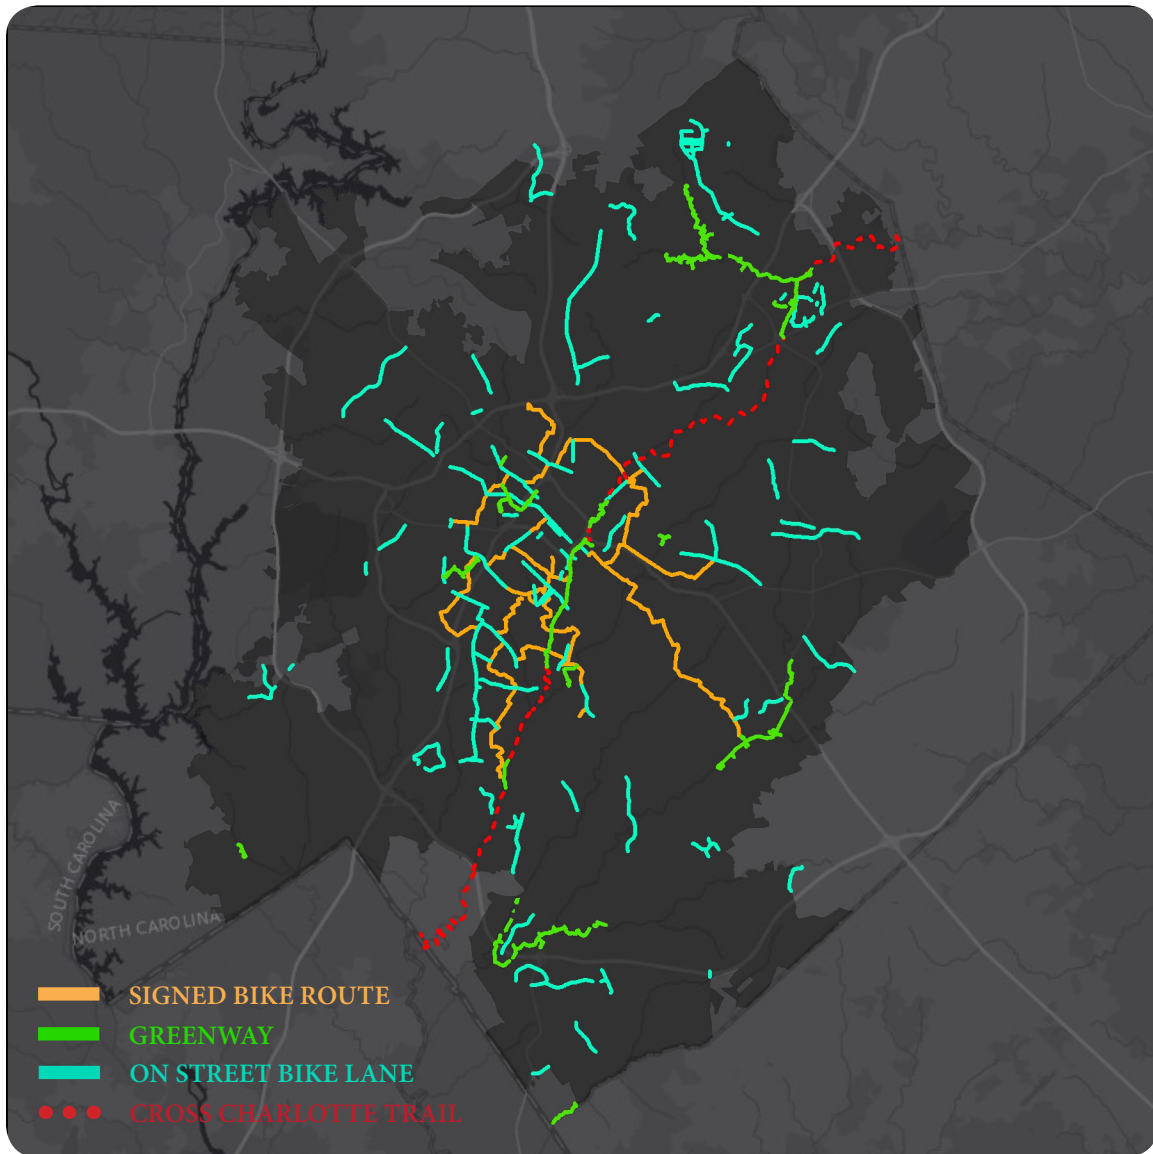 SOUTH CAROLINA
NORTH CAROLINA
SIGNED BIKE ROUTE
GREENWAY
ON STREET BIKE LANE
CROSS CHARLOTTE TRAIL